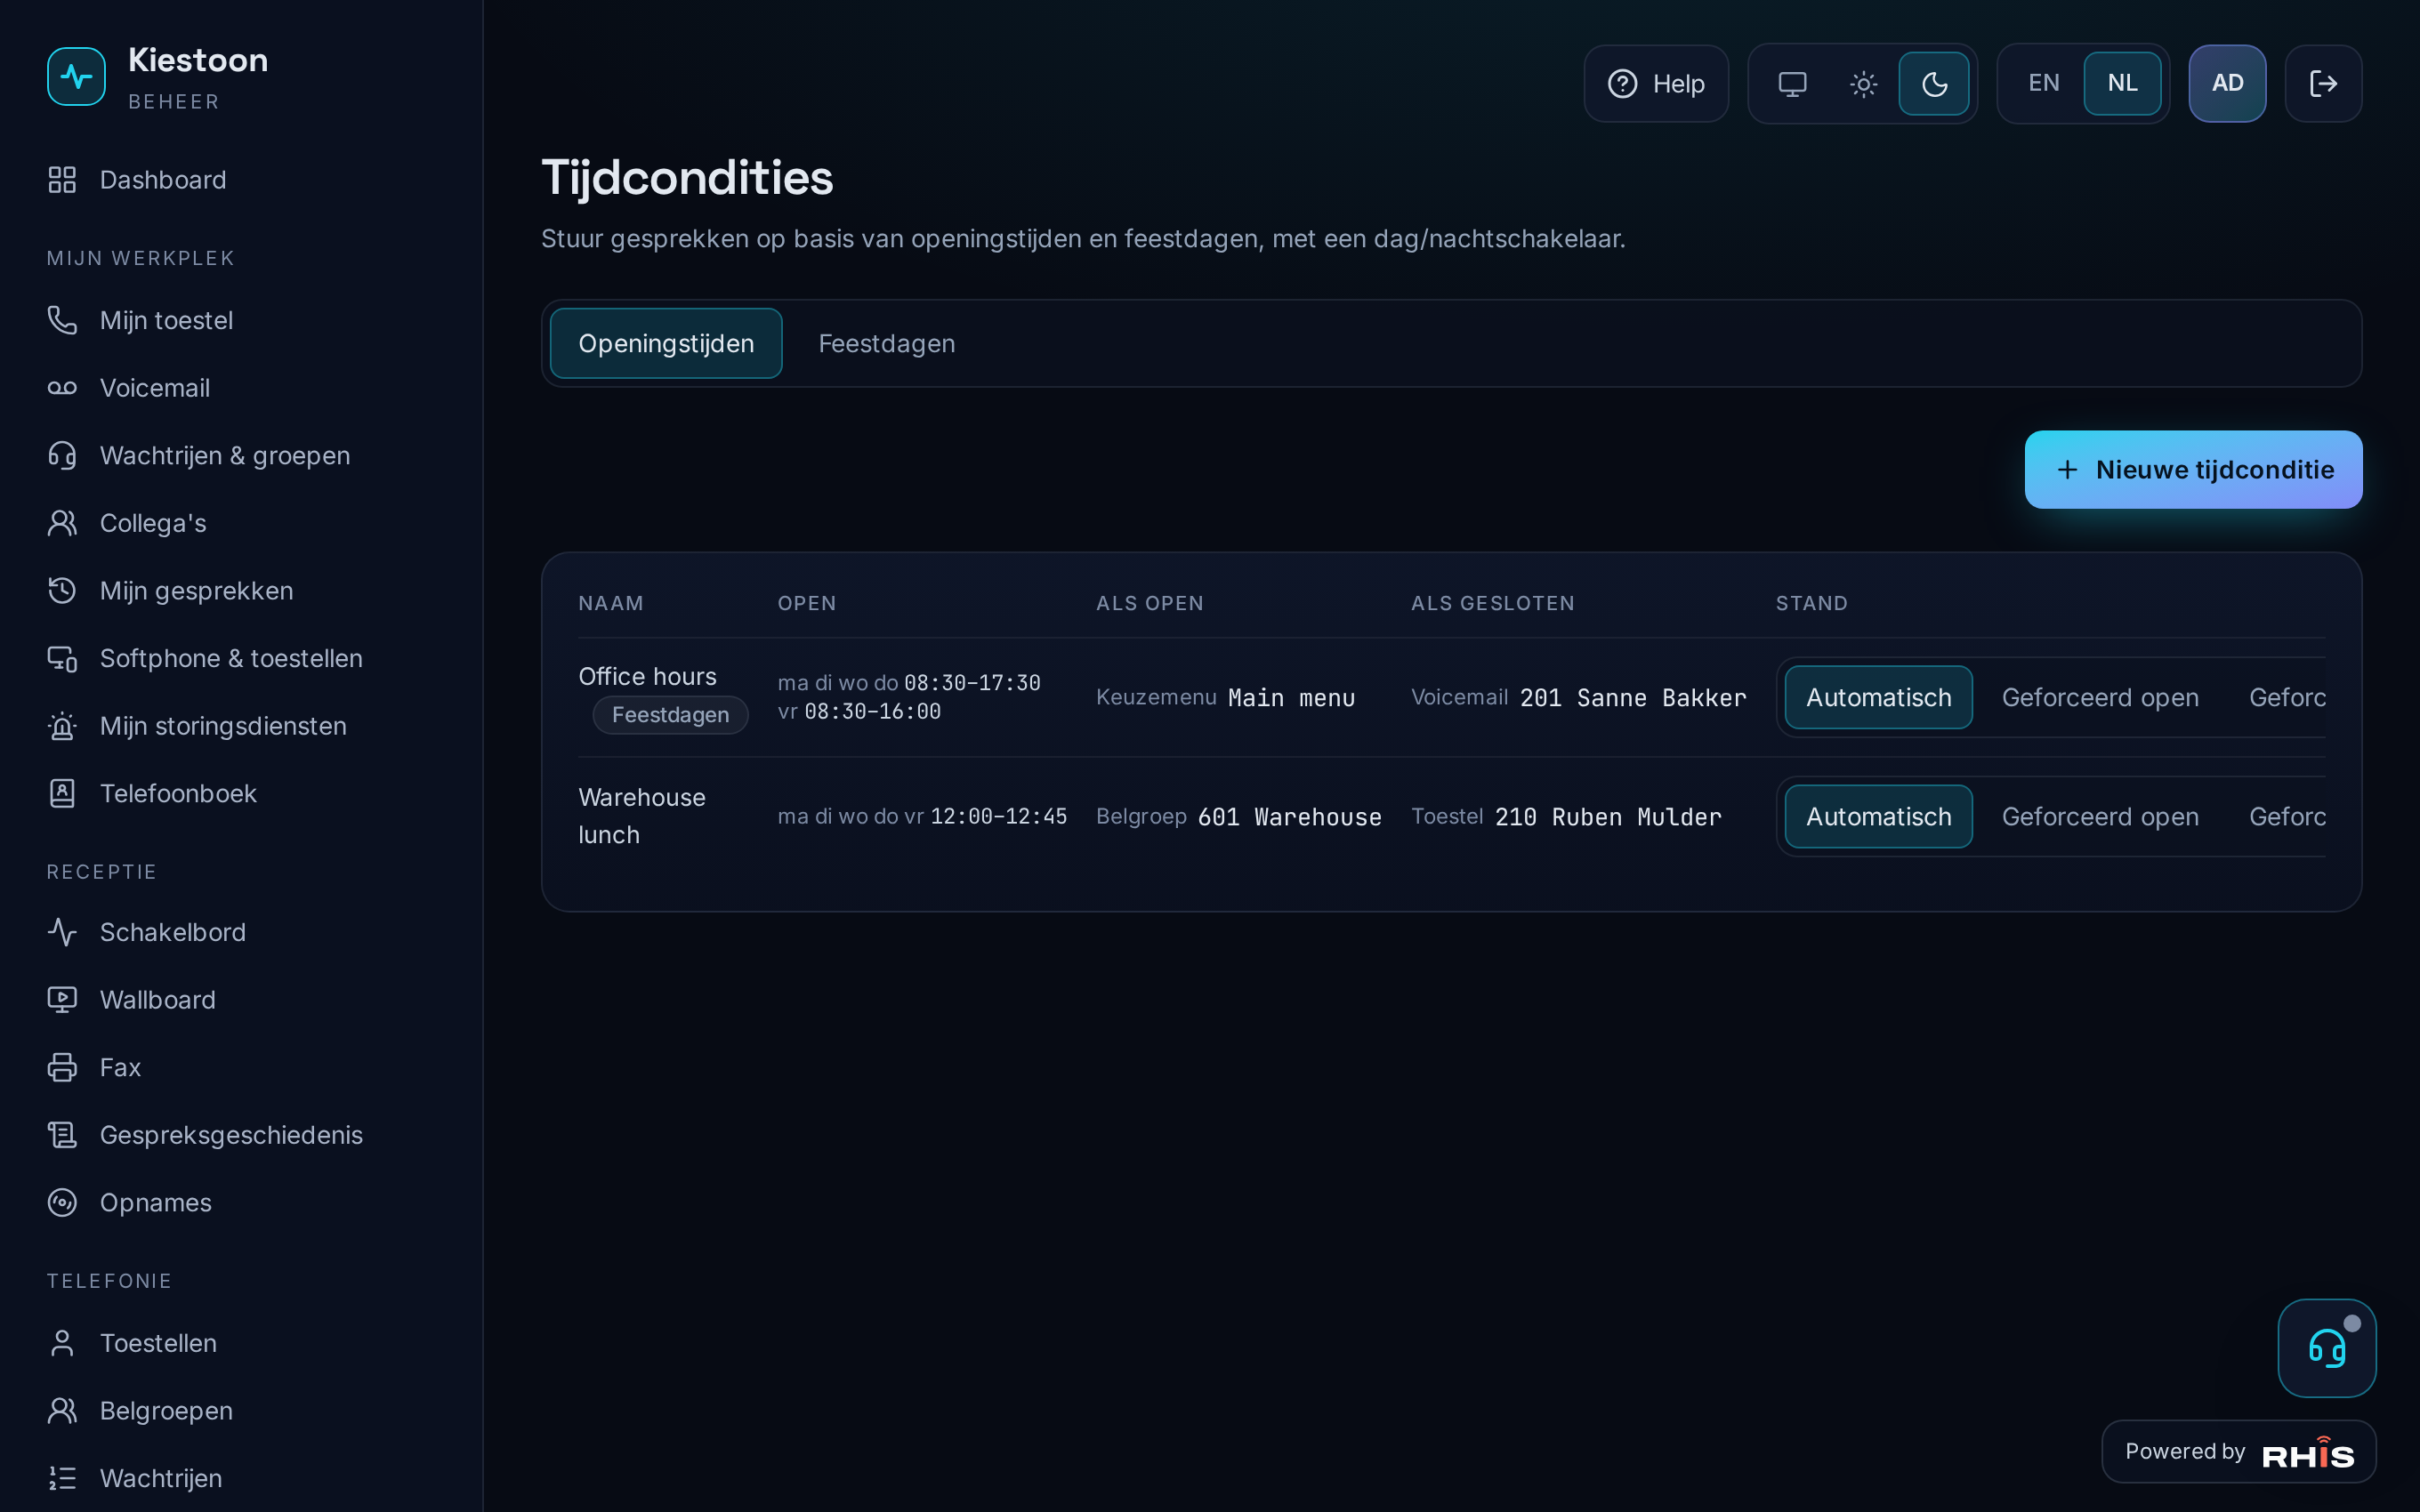 Kiestoon
BEHEER
Dashboard
MIJN WERKPLEK
Mijn toestel
Voicemail
Wachtrijen & groepen
Collega's
Mijn gesprekken
Softphone & toestellen
Mijn storingsdiensten
Telefoonboek
RECEPTIE
Schakelbord
Wallboard
Fax
Gespreksgeschiedenis
Opnames
TELEFONIE
Toestellen
Belgroepen
Wachtrijen
Help
EN NL
AD
Tijdcondities
Stuur gesprekken op basis van openingstijden en feestdagen, met een dag/nachtschakelaar.
Openingstijden Feestdagen
+ Nieuwe tijdconditie
NAAM OPEN ALS OPEN ALS GESLOTEN STAND
Office hours Feestdagen
ma di wo do 08:30–17:30
vr 08:30–16:00
Keuzemenu Main menu
Voicemail 201 Sanne Bakker
Automatisch Geforceerd open Geforc
Warehouse
lunch
ma di wo do vr 12:00–12:45
Belgroep 601 Warehouse
Toestel 210 Ruben Mulder
Automatisch Geforceerd open Geforc
Powered by RHIS